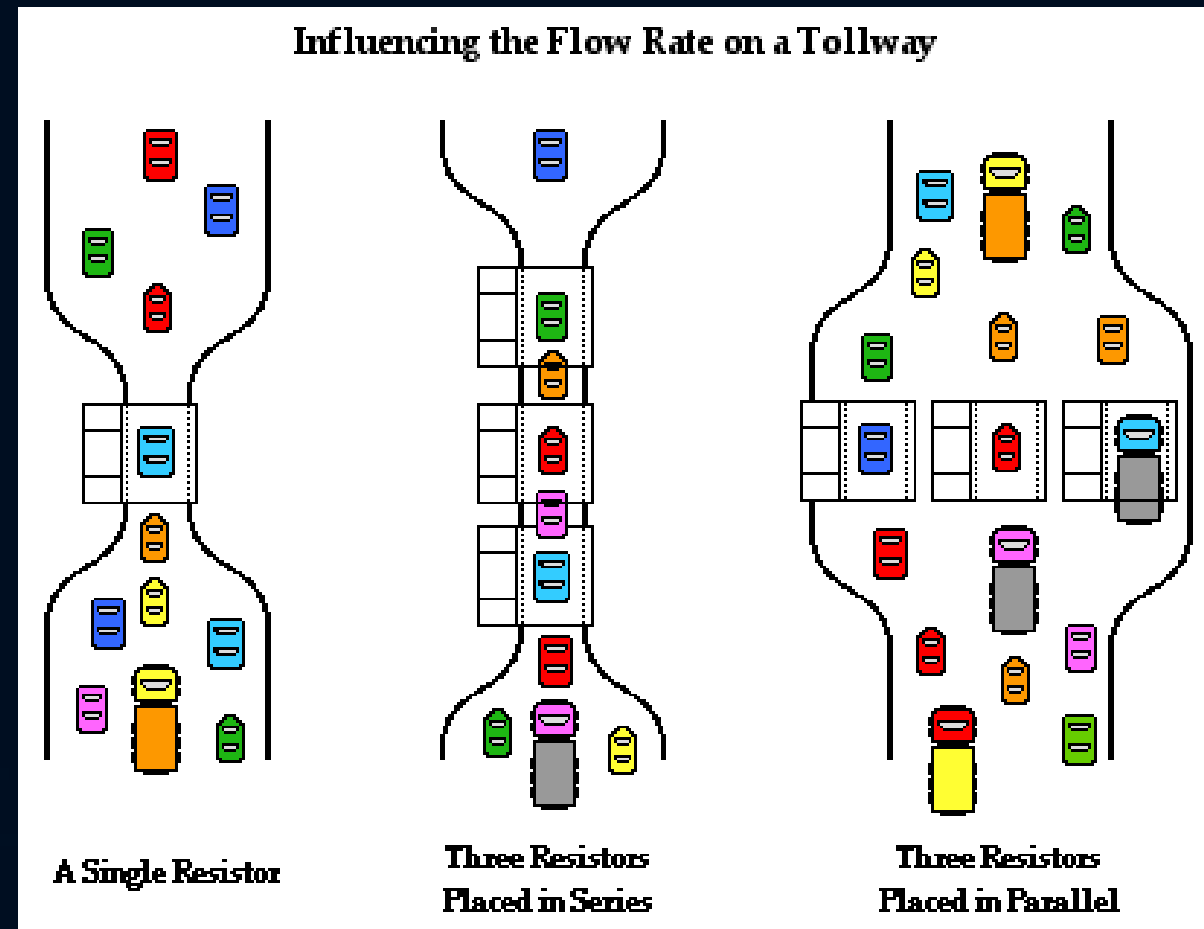 Influencing the Flow Rate on a Tollway
A Single Resistor
Three Resistors
Placed in Series
Three Resistors
Placed in Parallel